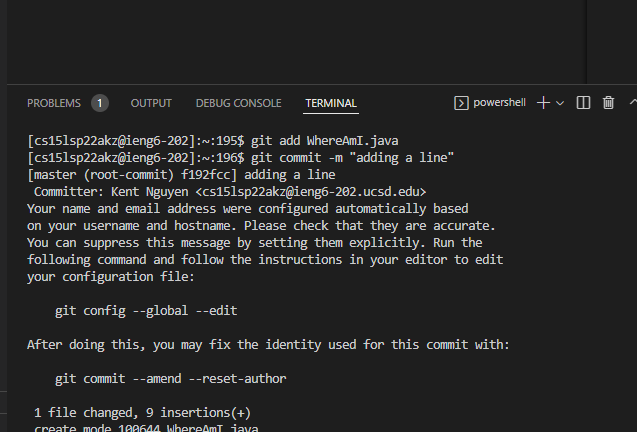 PROBLEMS 1 OUTPUT DEBUG CONSOLE TERMINAL powershell
[cs15lsp22akz@ieng6-202]:~:195$ git add WhereAmI.java
[cs15lsp22akz@ieng6-202]:~:196$ git commit -m "adding a line"
[master (root-commit) f192fcc] adding a line
 Committer: Kent Nguyen <cs15lsp22akz@ieng6-202.ucsd.edu>
Your name and email address were configured automatically based
on your username and hostname. Please check that they are accurate.
You can suppress this message by setting them explicitly. Run the
following command and follow the instructions in your editor to edit
your configuration file:
    git config --global --edit
After doing this, you may fix the identity used for this commit with:
    git commit --amend --reset-author
 1 file changed, 9 insertions(+)
 create mode 100644 WhereAmI.java